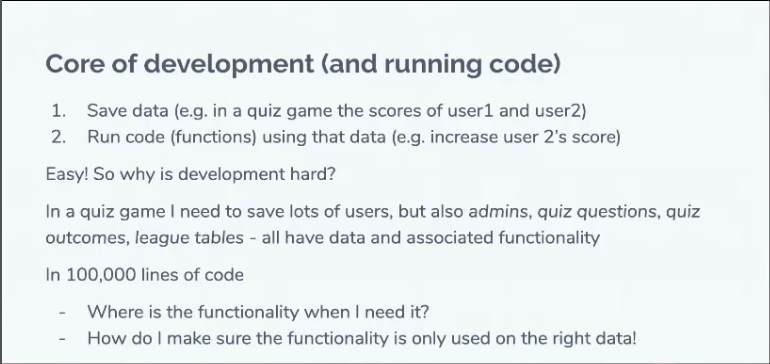 Core of development (and running code)
1. Save data (e.g. in a quiz game the scores of user1 and user2)
2. Run code (functions) using that data (e.g. increase user 2's score)
Easy! So why is development hard?
In a quiz game I need to save lots of users, but also admins, quiz questions, quiz
outcomes, league tables - all have data and associated functionality
In 100,000 lines of code
- Where is the functionality when I need it?
- How do I make sure the functionality is only used on the right data!